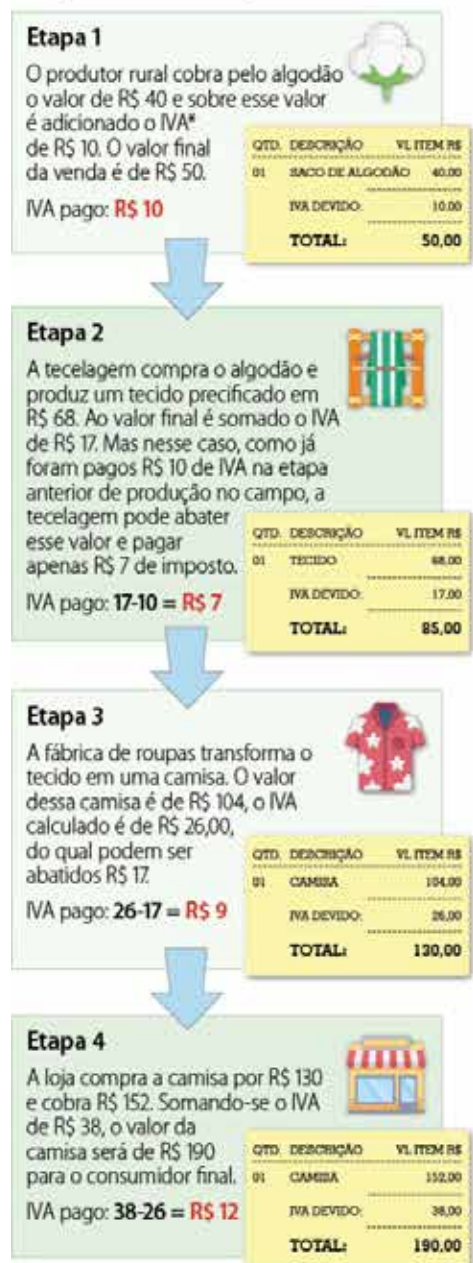 Etapa 1
O produtor rural cobra pelo algodão
o valor de R$ 40 e sobre esse valor
é adicionado o IVA*
de R$ 10. O valor final
da venda é de R$ 50.
IVA pago: R$ 10
QTD. DESCRIÇÃO VL ITEM R$
01 SACO DE ALGODÃO 40,00
IVA DEVIDO: 10,00
TOTAL: 50,00
Etapa 2
A tecelagem compra o algodão e
produz um tecido precificado em
R$ 68. Ao valor final é somado o IVA
de R$ 17. Mas nesse caso, como já
foram pagos R$ 10 de IVA na etapa
anterior de produção no campo, a
tecelagem pode abater
esse valor e pagar
apenas R$ 7 de imposto.
IVA pago: 17-10 = R$ 7
QTD. DESCRIÇÃO VL ITEM R$
01 TECIDO 68,00
IVA DEVIDO: 17,00
TOTAL: 85,00
Etapa 3
A fábrica de roupas transforma o
tecido em uma camisa. O valor
dessa camisa é de R$ 104, o IVA
calculado é de R$ 26,00,
do qual podem ser
abatidos R$ 17.
IVA pago: 26-17 = R$ 9
QTD. DESCRIÇÃO VL ITEM R$
01 CAMISA 104,00
IVA DEVIDO: 26,00
TOTAL: 130,00
Etapa 4
A loja compra a camisa por R$ 130
e cobra R$ 152. Somando-se o IVA
de R$ 38, o valor da
camisa será de R$ 190
para o consumidor final.
IVA pago: 38-26 = R$ 12
QTD. DESCRIÇÃO VL ITEM R$
01 CAMISA 152,00
IVA DEVIDO: 38,00
TOTAL: 190,00